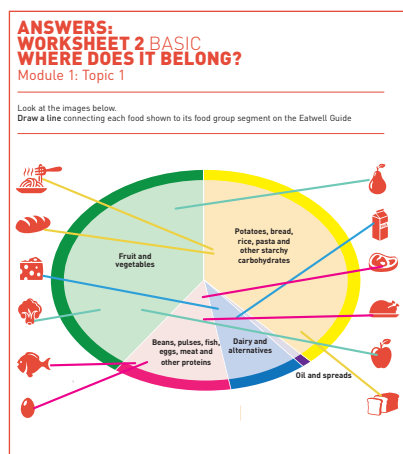 ANSWERS:
WORKSHEET 2 BASIC
WHERE DOES IT BELONG?
Module 1: Topic 1
Look at the images below.
Draw a line connecting each food shown to its food group segment on the Eatwell Guide
Potatoes, bread,
rice, pasta and
other starchy
carbohydrates
Fruit and
vegetables
Beans, pulses, fish,
eggs, meat and
other proteins
Dairy and
alternatives
Oil and spreads